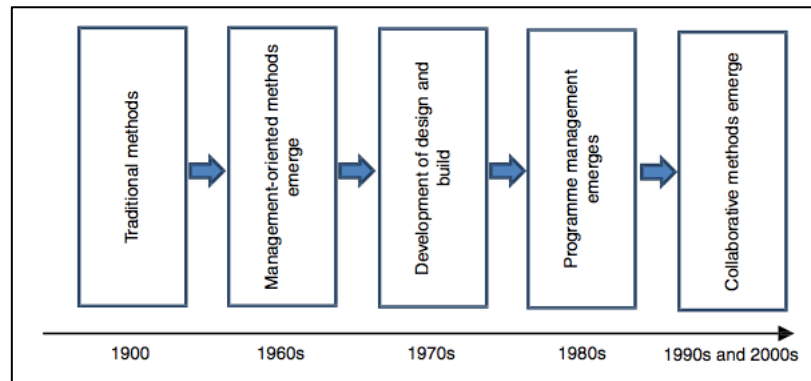 Traditional methods
Management-oriented methods
emerge
Development of design and
build
Programme management
emerges
Collaborative methods emerge
1900
1960s
1970s
1980s
1990s and 2000s